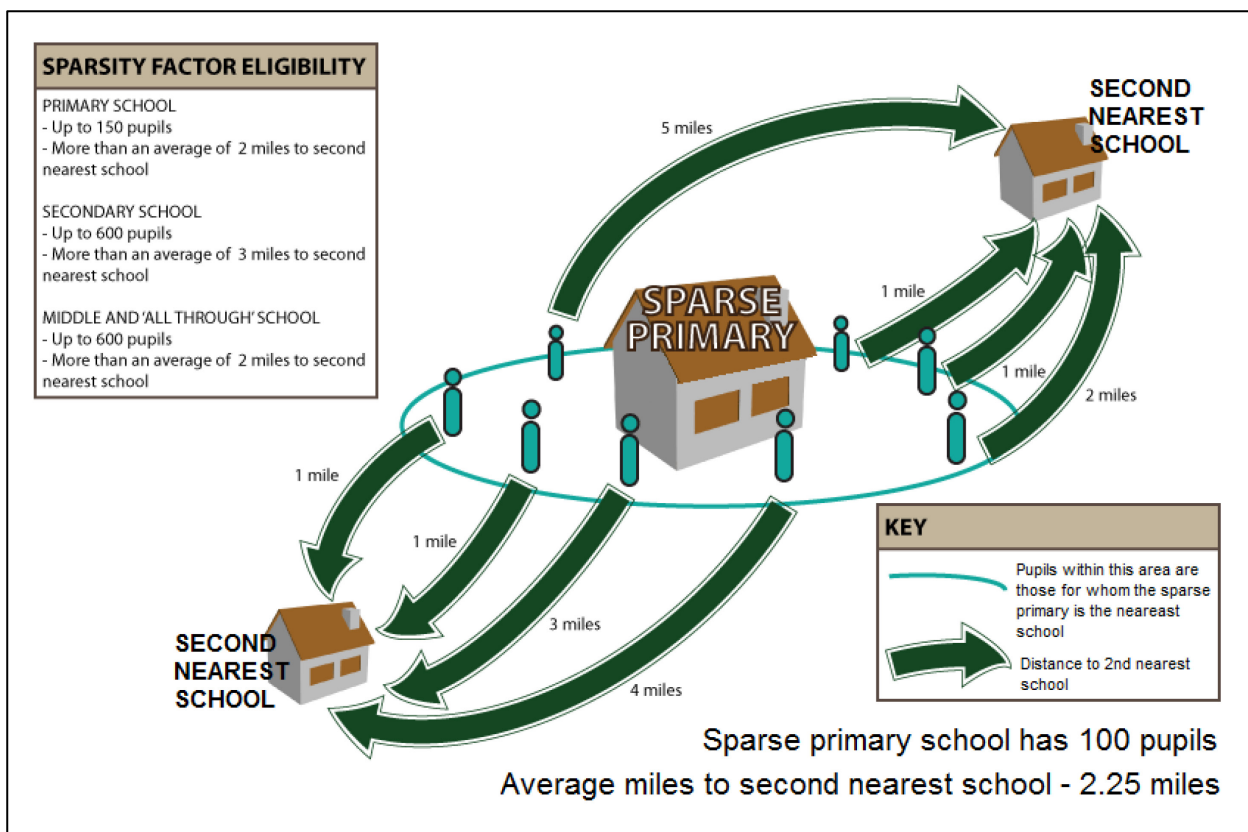 SPARSITY FACTOR ELIGIBILITY
PRIMARY SCHOOL
- Up to 150 pupils
- More than an average of 2 miles to second
nearest school
SECONDARY SCHOOL
- Up to 600 pupils
- More than an average of 3 miles to second
nearest school
MIDDLE AND ‘ALL THROUGH’ SCHOOL
- Up to 600 pupils
- More than an average of 2 miles to second
nearest school
SECOND
NEAREST
SCHOOL
5 miles
SPARSE
PRIMARY
1 mile
1 mile
2 miles
1 mile
1 mile
3 miles
4 miles
SECOND
NEAREST
SCHOOL
KEY
Pupils within this area are
those for whom the sparse
primary is the neareast
school
Distance to 2nd nearest
school
Sparse primary school has 100 pupils
Average miles to second nearest school - 2.25 miles